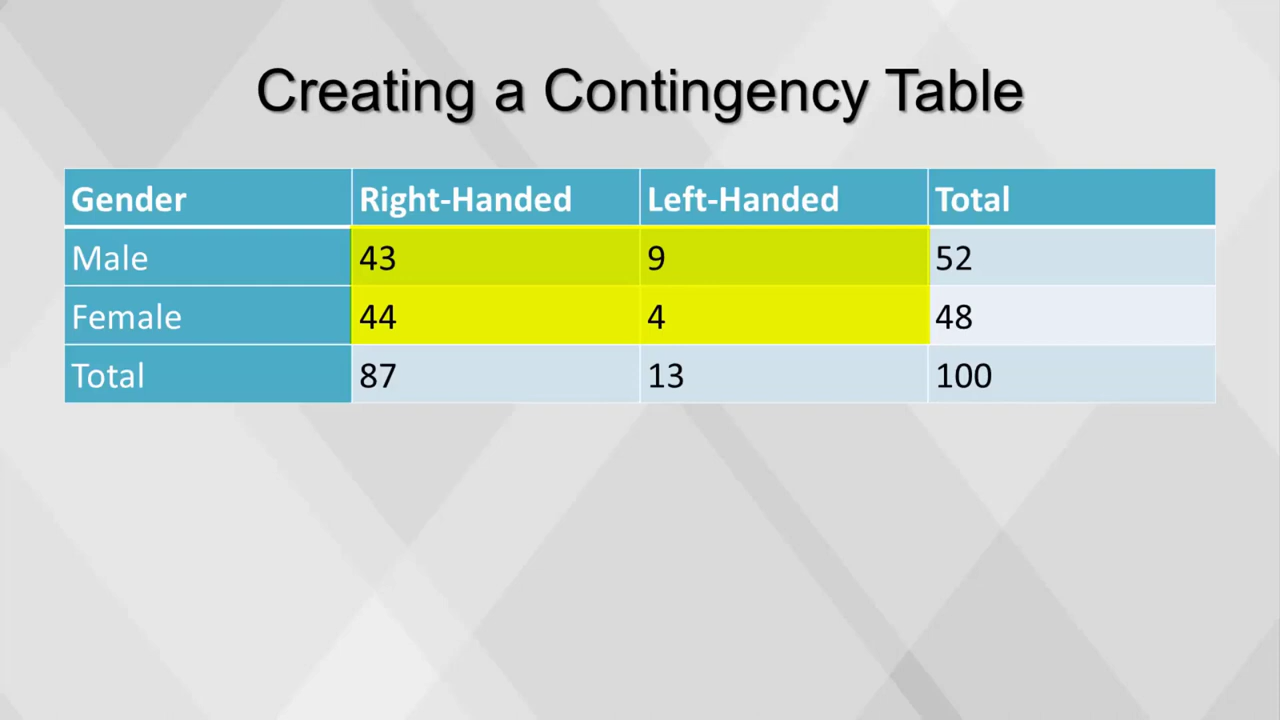 Creating a Contingency Table
Gender Right-Handed Left-Handed Total
Male 43 9 52
Female 44 4 48
Total 87 13 100